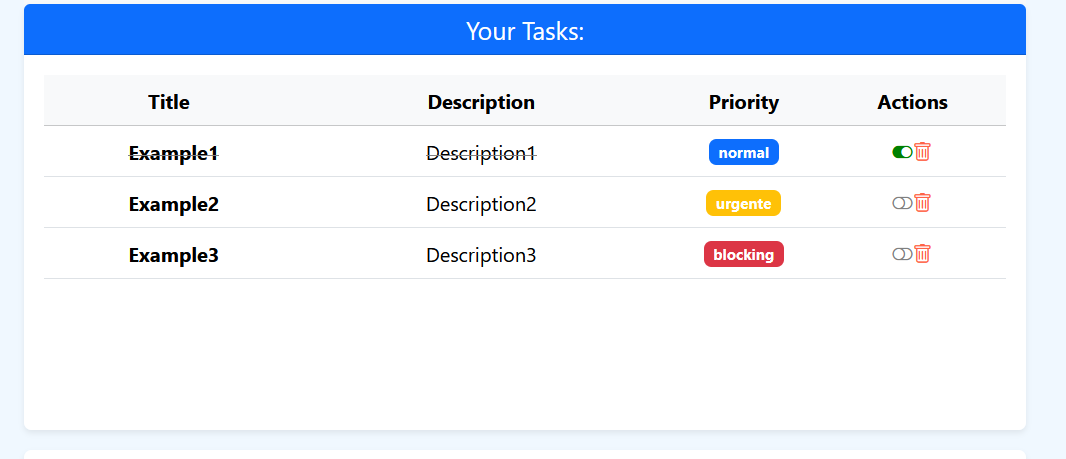 Your Tasks:
Title Description Priority Actions
Example1 Description1 normal
Example2 Description2 urgente
Example3 Description3 blocking